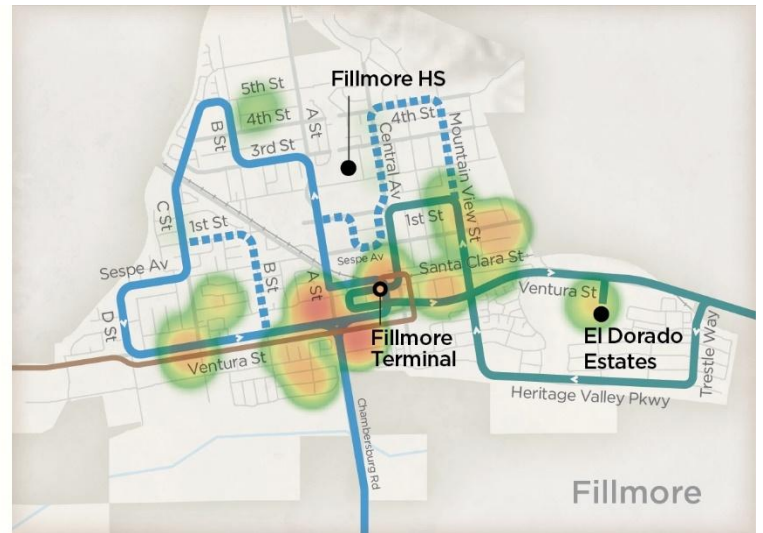 Fillmore HS
5th St
4th St
A St
B St
3rd St
4th St
Central Av
Mountain View St
C St
1st St
1st St
Sespe Av
Sespe Av
B St
A St
Santa Clara St
Ventura St
D St
Fillmore
Terminal
El Dorado
Estates
Ventura St
Trestle Way
Heritage Valley Pkwy
Chambersburg Rd
Fillmore